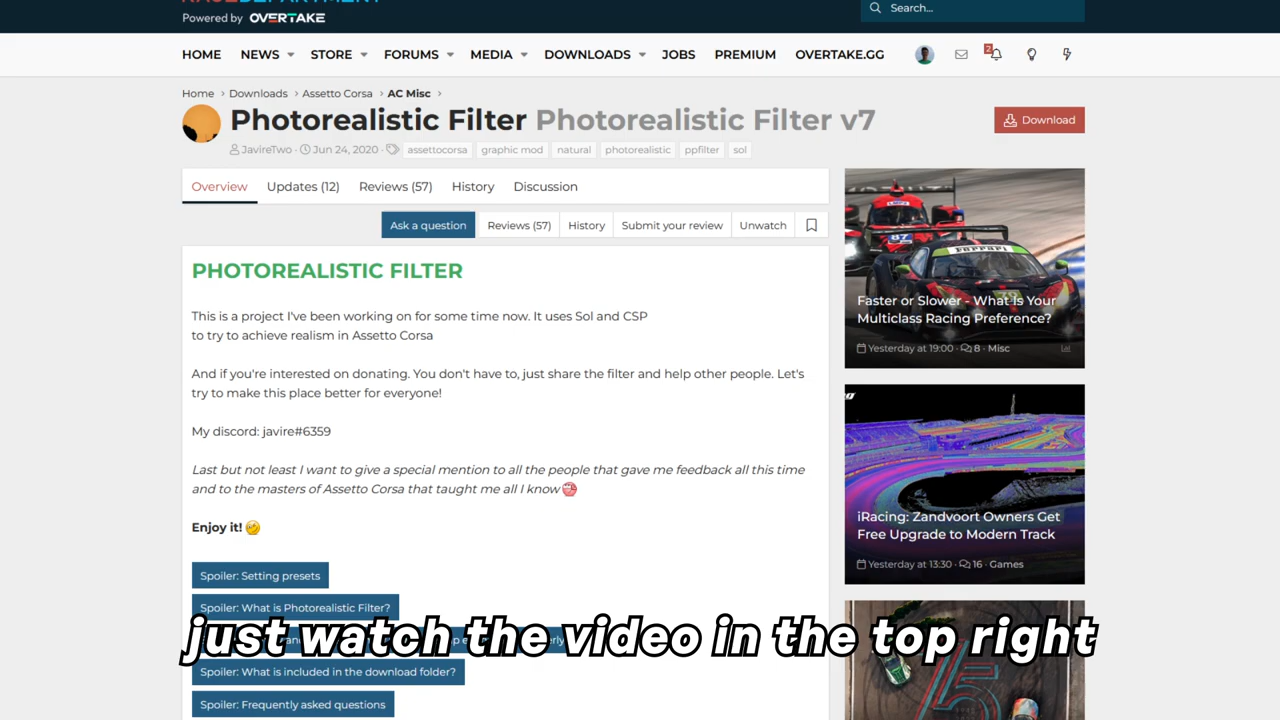 RACEDEPARTMENT
Powered by OVERTAKE
Search...
HOME NEWS STORE FORUMS MEDIA DOWNLOADS JOBS PREMIUM OVERTAKE.GG
2
Home > Downloads > Assetto Corsa > AC Misc >
Photorealistic Filter Photorealistic Filter v7
Download
JavireTwo · Jun 24, 2020 · assettocorsa graphic mod natural photorealistic ppfilter sol
Overview Updates (12) Reviews (57) History Discussion
Ask a question Reviews (57) History Submit your review Unwatch
PHOTOREALISTIC FILTER
This is a project I've been working on for some time now. It uses Sol and CSP
to try to achieve realism in Assetto Corsa
And if you're interested on donating. You don't have to, just share the filter and help other people. Let's
try to make this place better for everyone!
My discord: javire#6359
Last but not least I want to give a special mention to all the people that gave me feedback all this time
and to the masters of Assetto Corsa that taught me all I know
Enjoy it!
Spoiler: Setting presets
Spoiler: What is Photorealistic Filter?
Spoiler: What is included in the download folder?
Spoiler: Frequently asked questions
87
Ferrari
Faster or Slower - What Is Your
Multiclass Racing Preference?
Yesterday at 19:00 · 8 · Misc
iRacing: Zandvoort Owners Get
Free Upgrade to Modern Track
Yesterday at 13:30 · 16 · Games
just watch the video in the top right